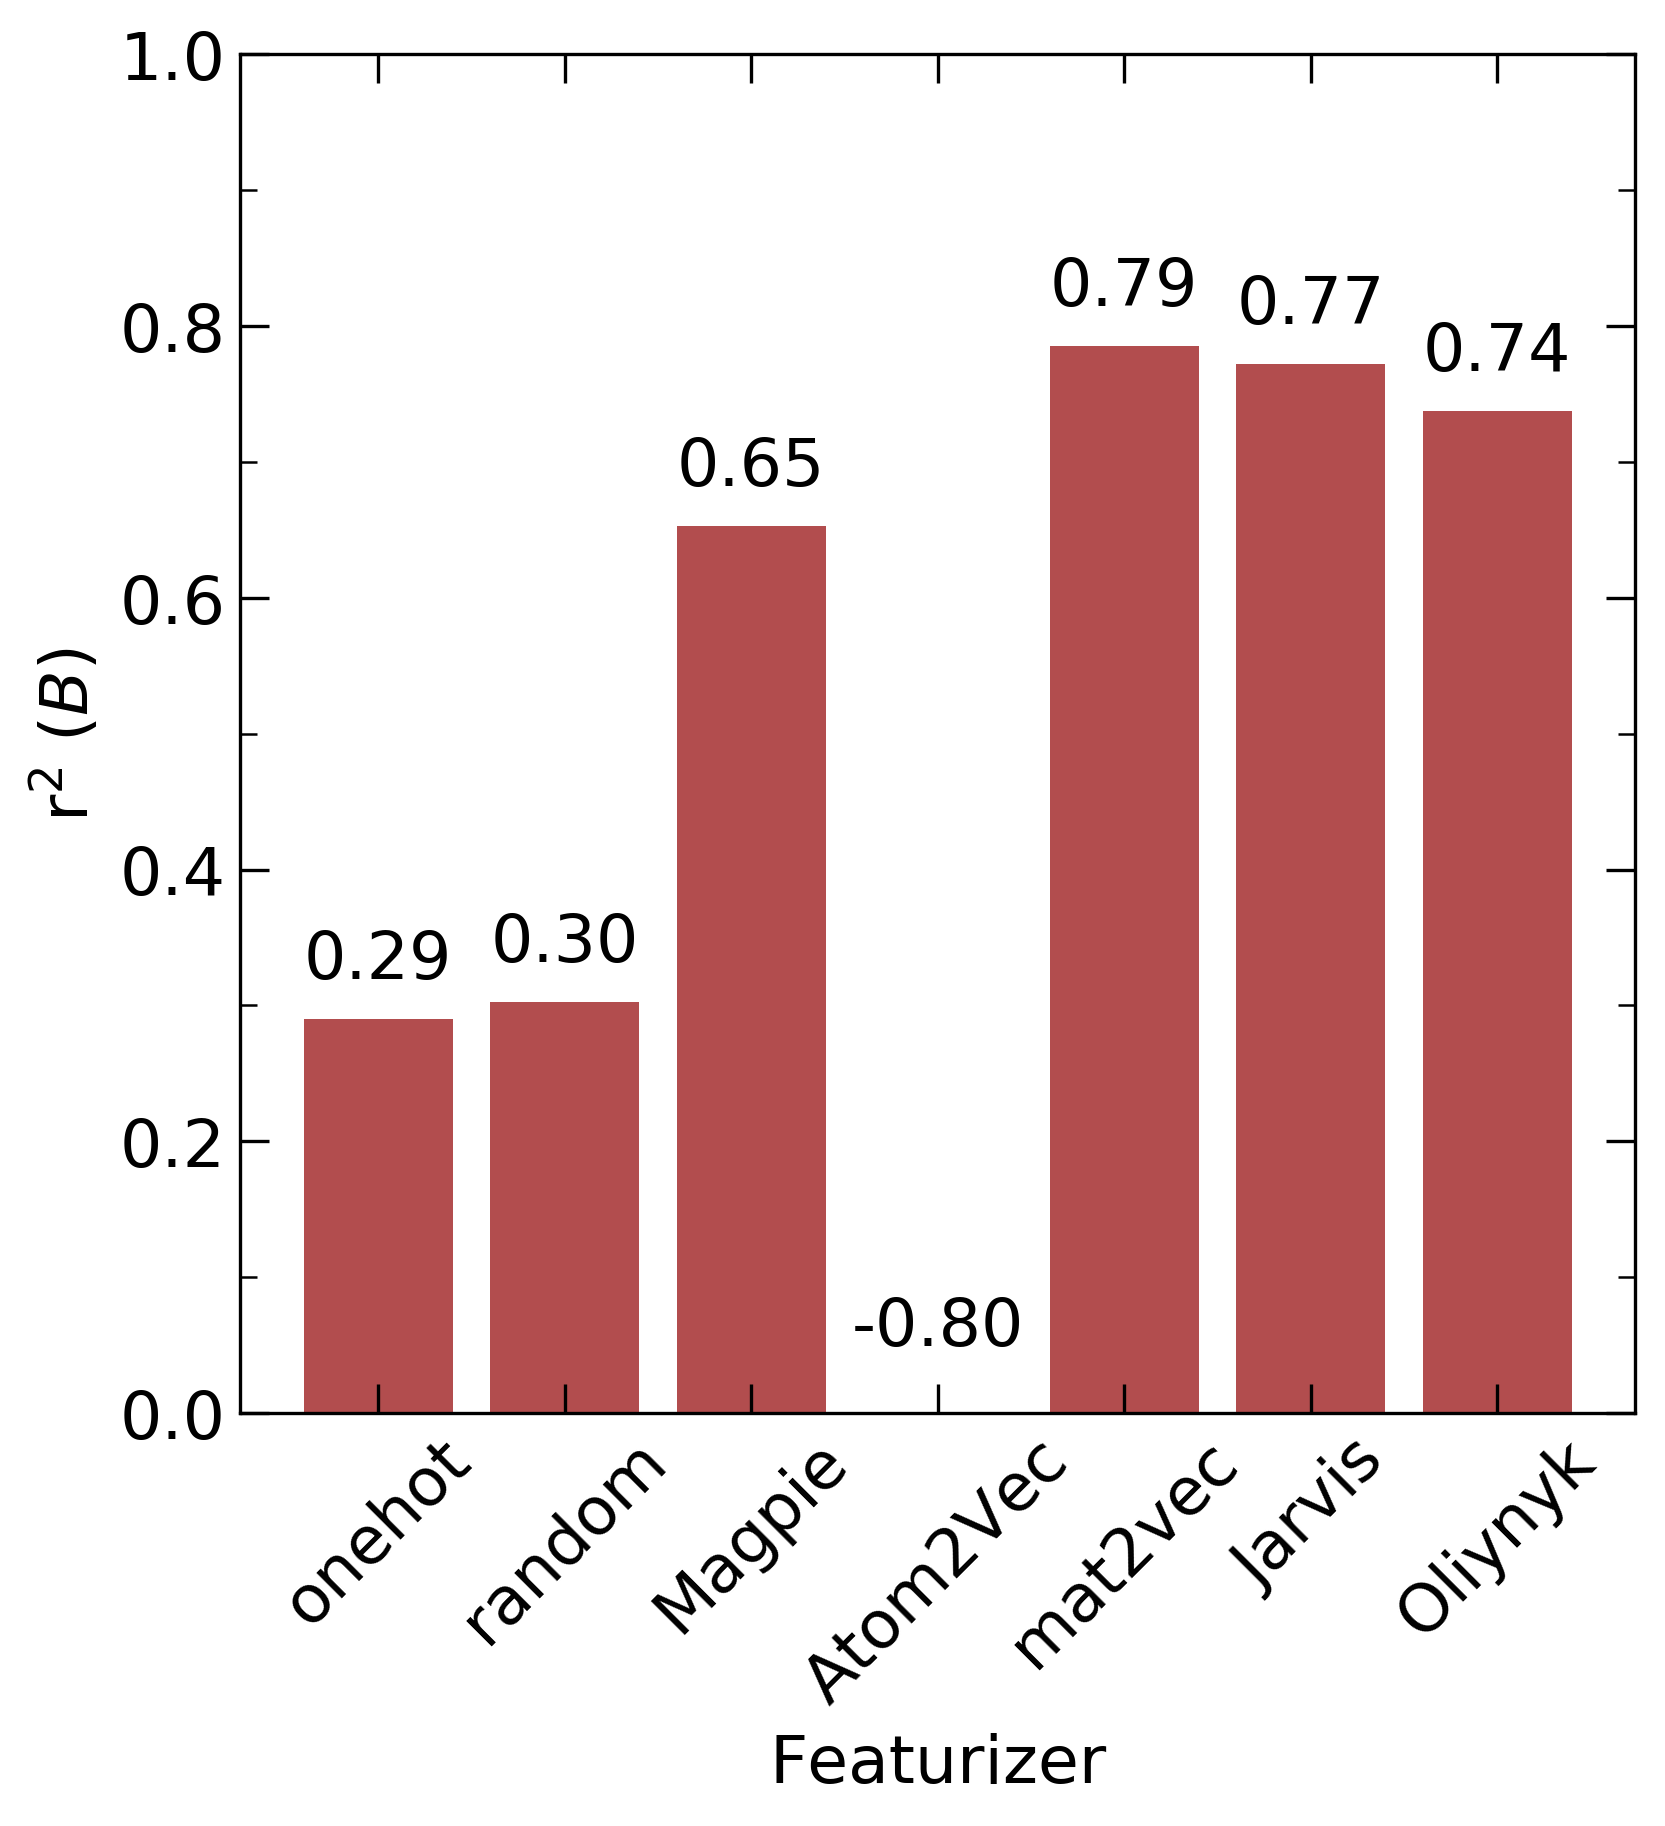 1.0
0.8
0.6
0.4
0.2
0.0
r² (B)
0.29
0.30
0.65
-0.80
0.79
0.77
0.74
onehot
random
Magpie
Atom2Vec
mat2vec
Jarvis
Oliynyk
Featurizer